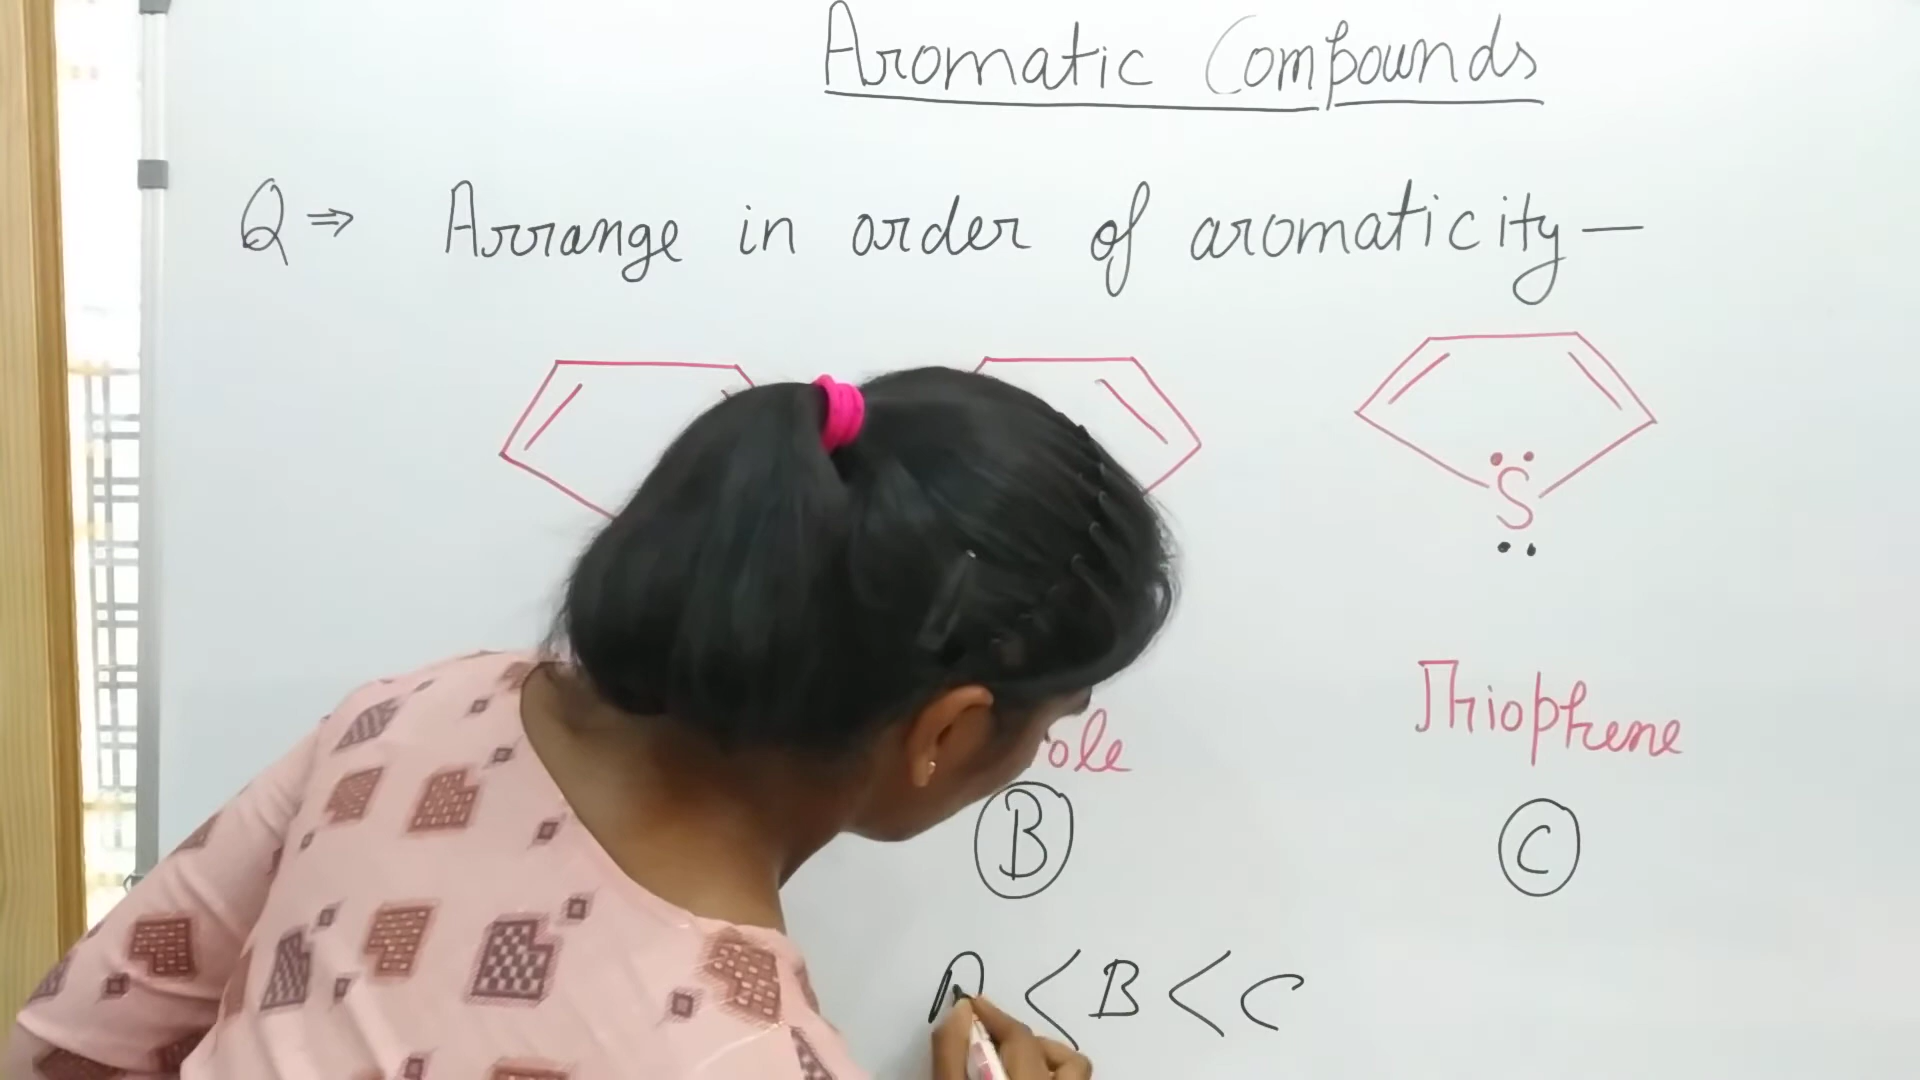 Aromatic Compounds
Q ⇒ Arrange in order of aromaticity —
S
ole Thiophene
B C
A < B < C